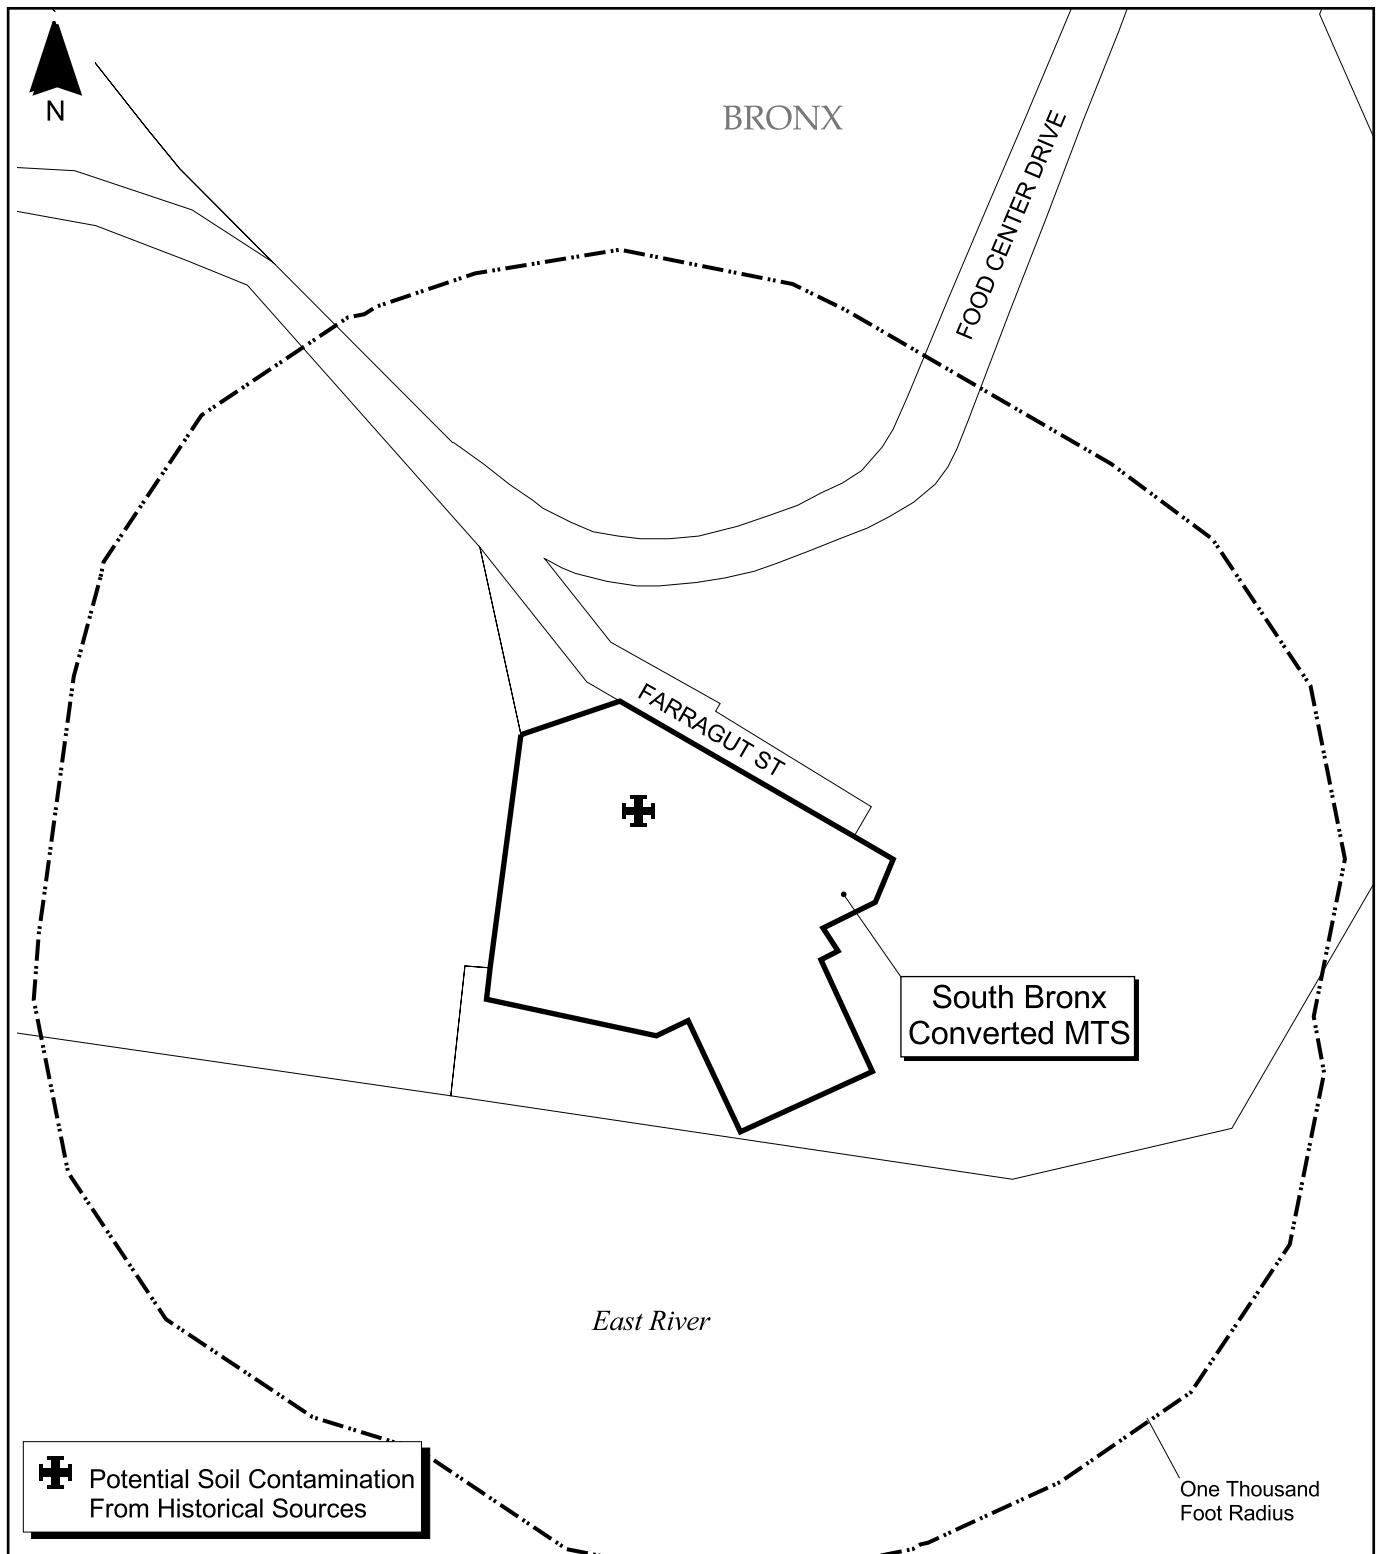 N
BRONX
FOOD CENTER DRIVE
FARRAGUT ST
South Bronx
Converted MTS
East River
Potential Soil Contamination
From Historical Sources
One Thousand
Foot Radius